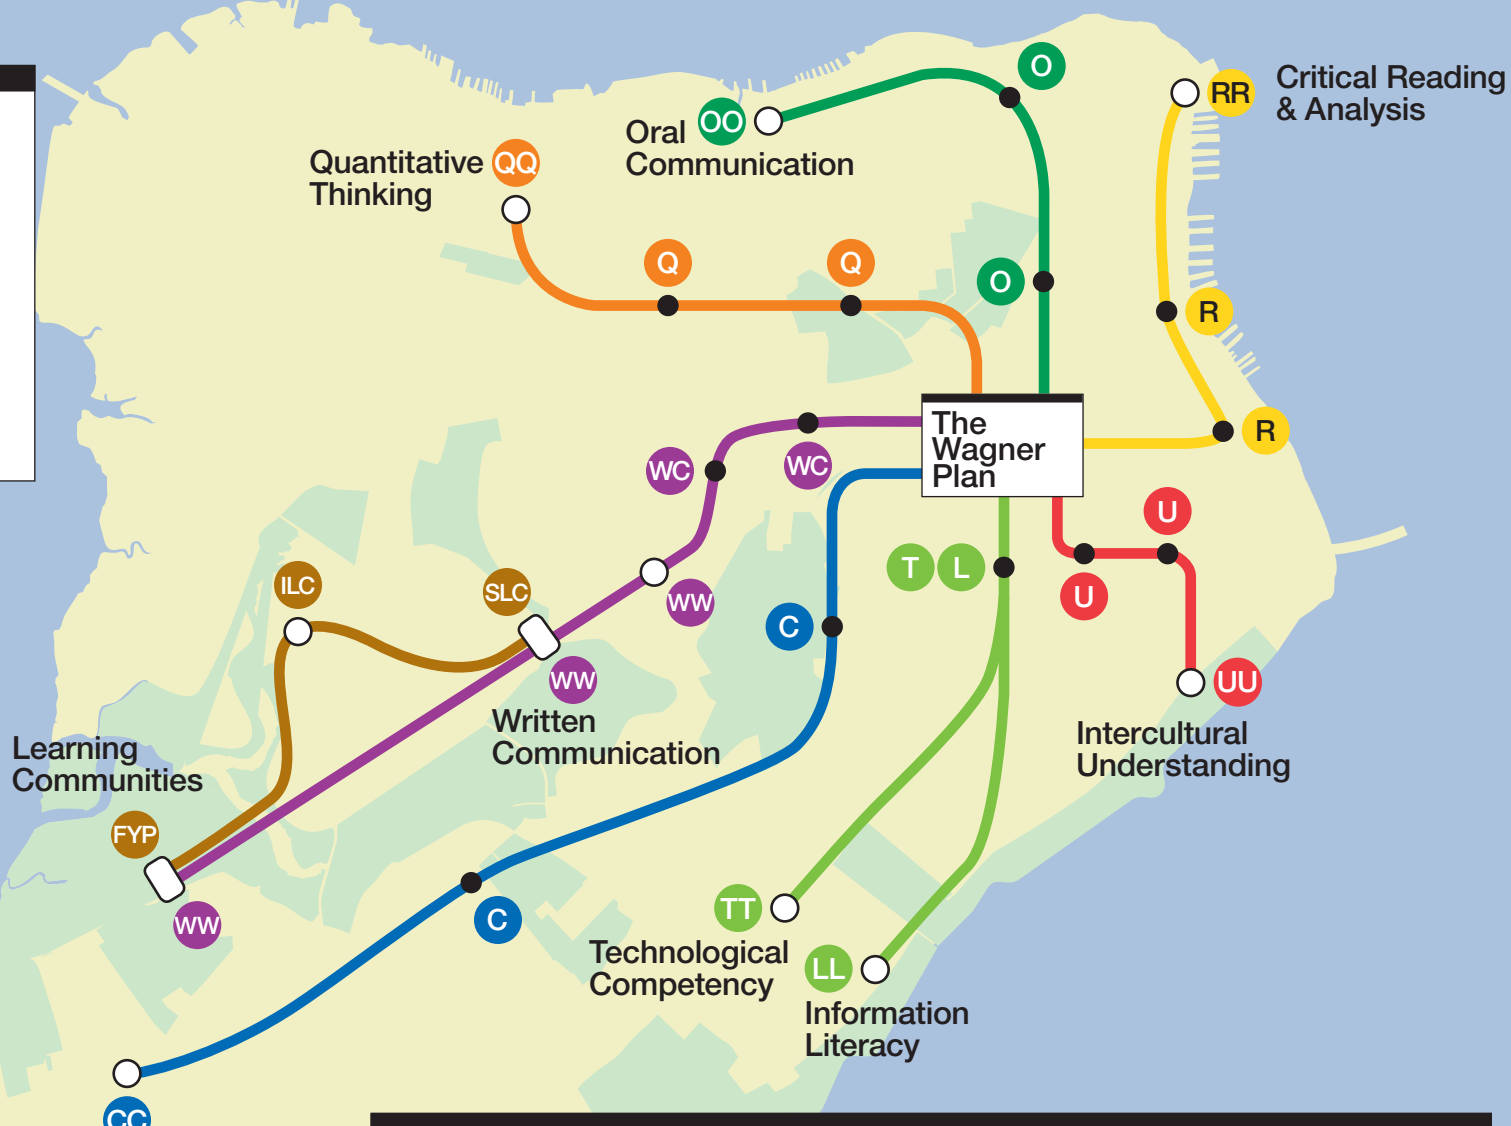 O
RR
Critical Reading
& Analysis
OO
Oral
Communication
QQ
Quantitative
Thinking
Q
Q
O
R
R
The
Wagner
Plan
WC
WC
U
T
L
U
ILC
SLC
WW
C
WW
UU
Written
Communication
Intercultural
Understanding
Learning
Communities
FYP
WW
C
TT
Technological
Competency
LL
Information
Literacy
CC